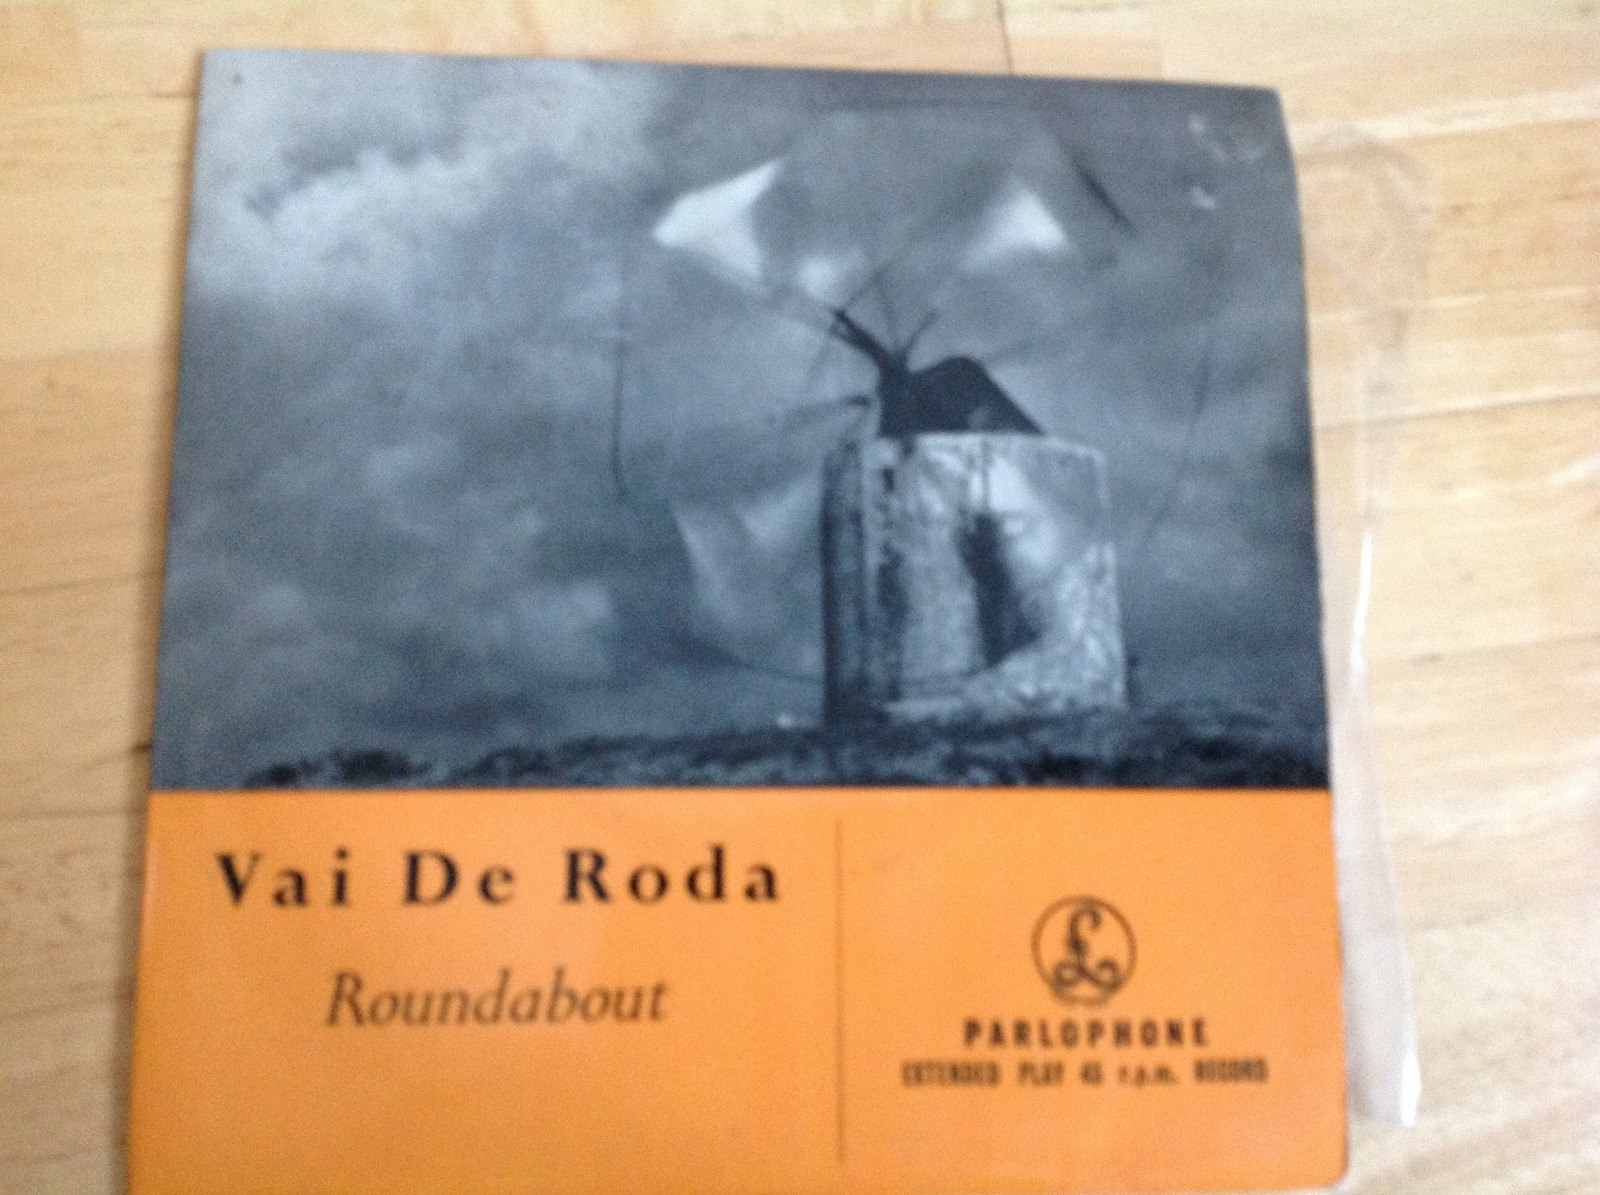 Vai De Roda
Roundabout
£
PARLOPHONE
EXTENDED PLAY 45 r.p.m. RECORD